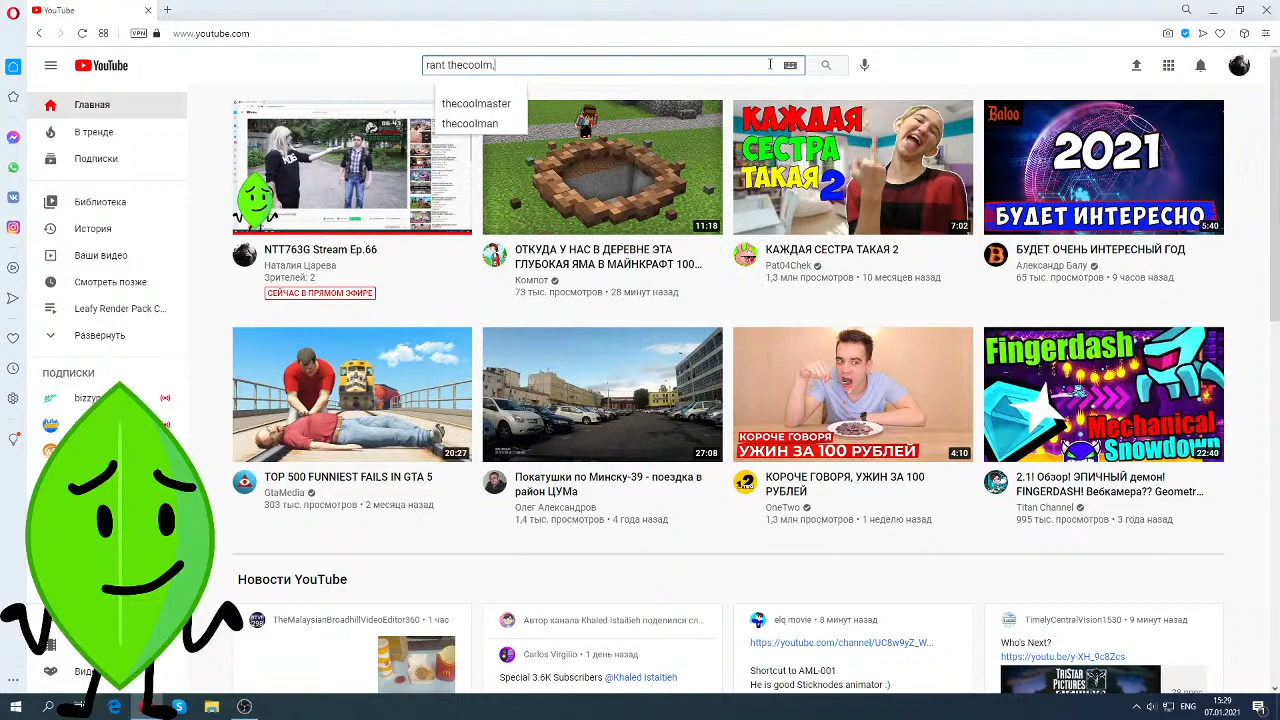 YouTube
VPN
www.youtube.com
YouTube
rant thecoolm,
thecoolmaster
thecoolman
Главная
В тренде
Подписки
Библиотека
История
Ваши видео
Смотреть позже
Leafy Render Pack C...
Развернуть
ПОДПИСКИ
NTT763G Stream Ep.66
Наталия Царева
Зрителей: 2
СЕЙЧАС В ПРЯМОМ ЭФИРЕ
11:18
ОТКУДА У НАС В ДЕРЕВНЕ ЭТА
ГЛУБОКАЯ ЯМА В МАЙНКРАФТ 100...
Компот
73 тыс. просмотров • 28 минут назад
КАЖДАЯ
СЕСТРА
ТАКАЯ 2
7:02
КАЖДАЯ СЕСТРА ТАКАЯ 2
Pat04Chek
1,3 млн просмотров • 10 месяцев назад
Baloo
2021
БУДЕТ ИНТЕРЕСНО
5:40
БУДЕТ ОЧЕНЬ ИНТЕРЕСНЫЙ ГОД
Александр Балу
65 тыс. просмотров • 9 часов назад
20:27
TOP 500 FUNNIEST FAILS IN GTA 5
GtaMedia
303 тыс. просмотров • 2 месяца назад
27:08
Покатушки по Минску-39 - поездка в
район ЦУМа
Олег Александров
1,4 тыс. просмотров • 4 года назад
КОРОЧЕ ГОВОРЯ
УЖИН ЗА 100 РУБЛЕЙ
4:10
КОРОЧЕ ГОВОРЯ, УЖИН ЗА 100
РУБЛЕЙ
OneTwo
1,3 млн просмотров • 1 неделю назад
Fingerdash
Mechanical
Snowdown
22:40
2.1! Обзор! ЭПИЧНЫЙ демон!
FINGERDASH! Вебкамера?? Geometr...
Titan Channel
995 тыс. просмотров • 3 года назад
Новости YouTube
TheMacedonianBroadhillVideoEditor360 • 1 час
Автор канала Khaled Istaitieh поделился сл...
Carlos Virgilio • 1 день назад
Special 3.6K Subscribers @Khaled Istaitieh
elq movie • 8 минут назад
https://youtube.com/channel/UC8w9yZ_W...
Shortcut to AML-001
He is good Sticknodes animator :)
TimelyCentralVision1530 • 9 минут назад
Who's Next?
https://youtu.be/y-XH_9c8Zcs
TRISTAR
PICTURES
ENG
15:29
07.01.2021